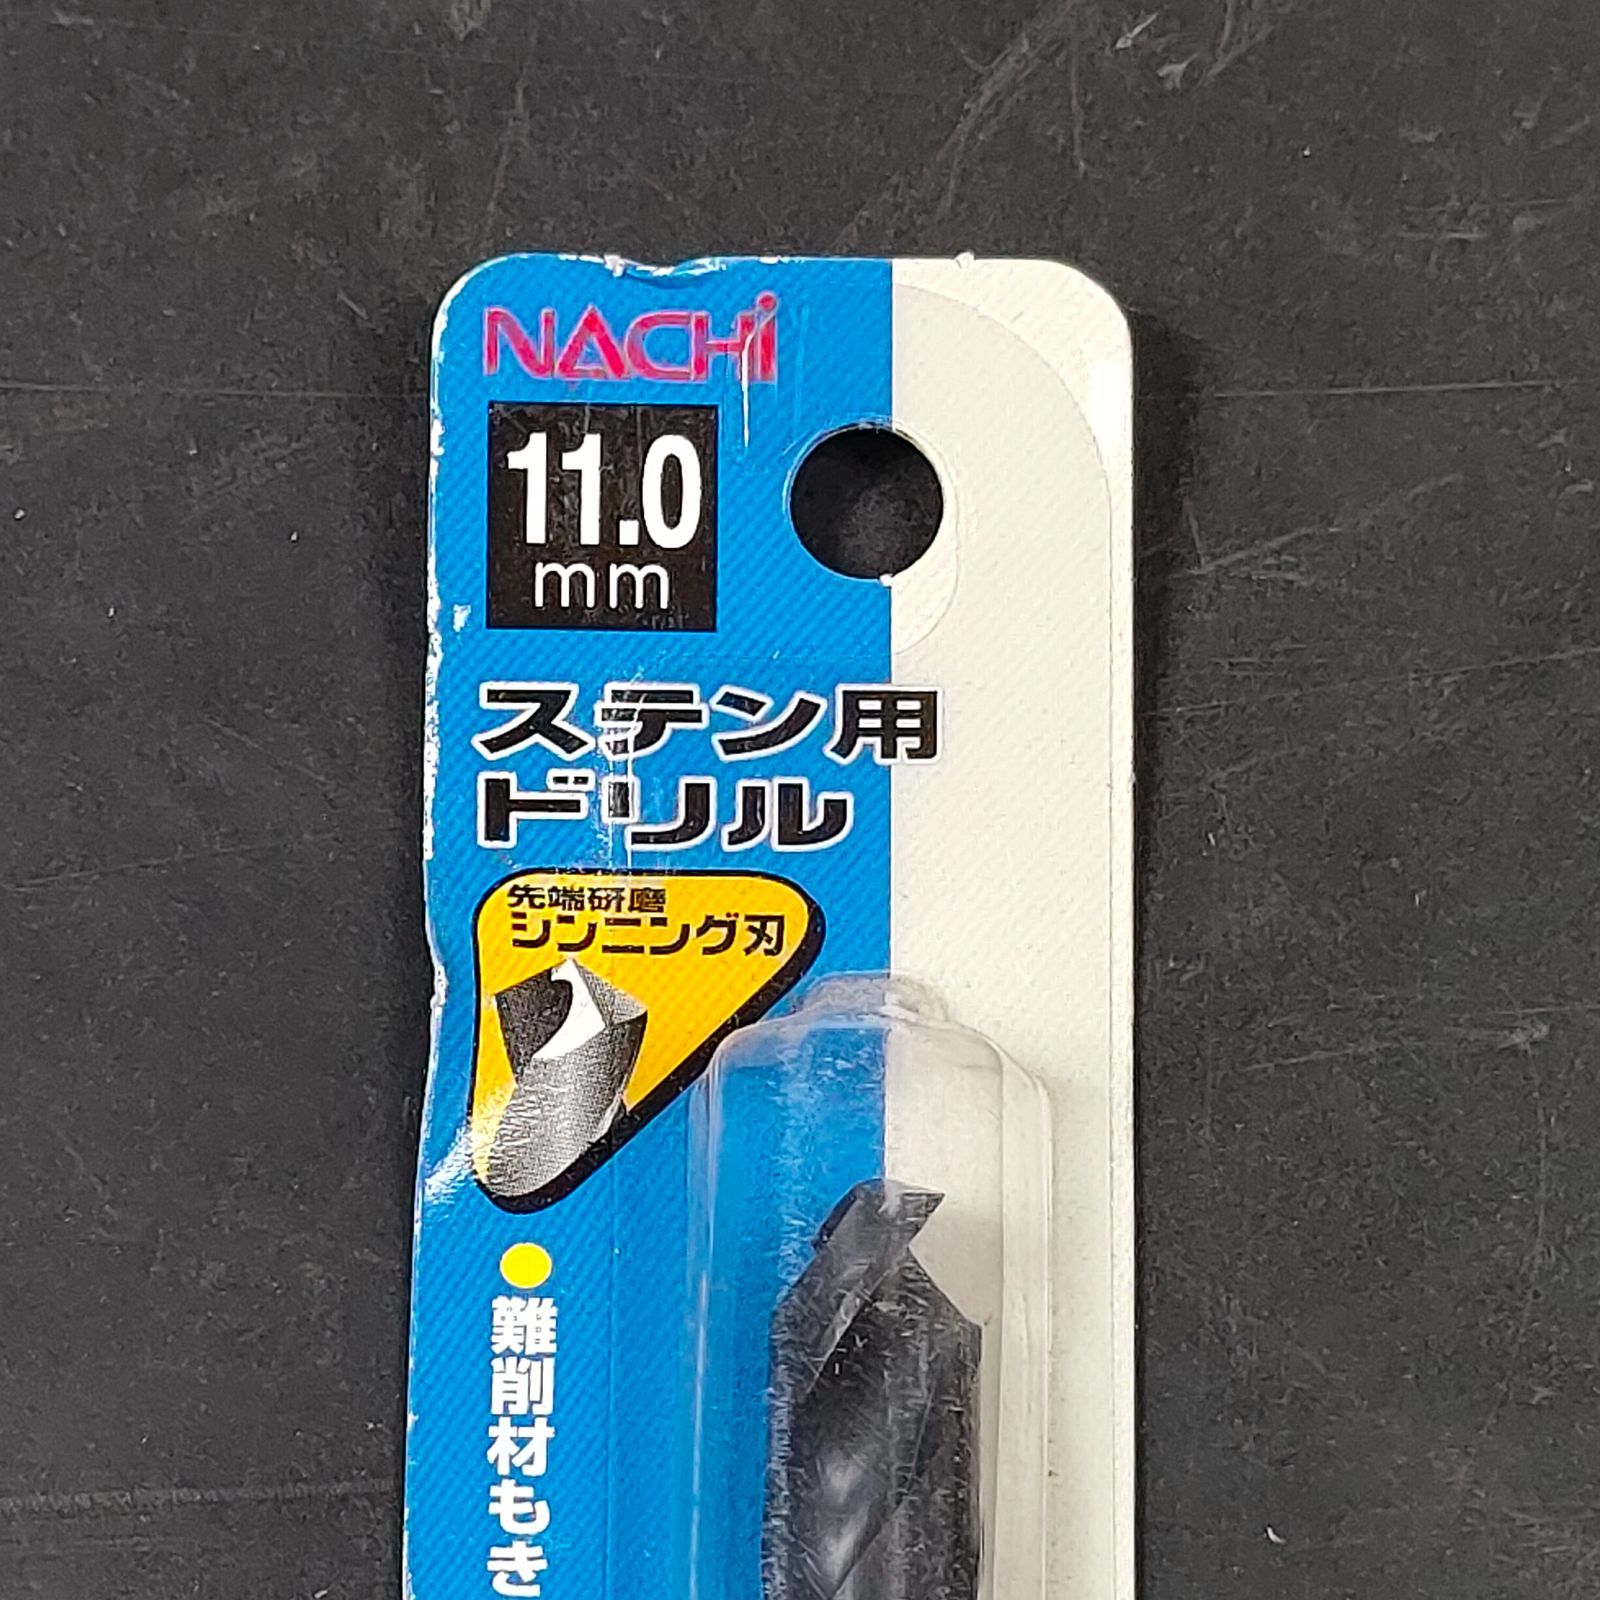 NACHi
11.0
mm
ステン用
ドリル
先端研磨
シンニング刃
難削材もき